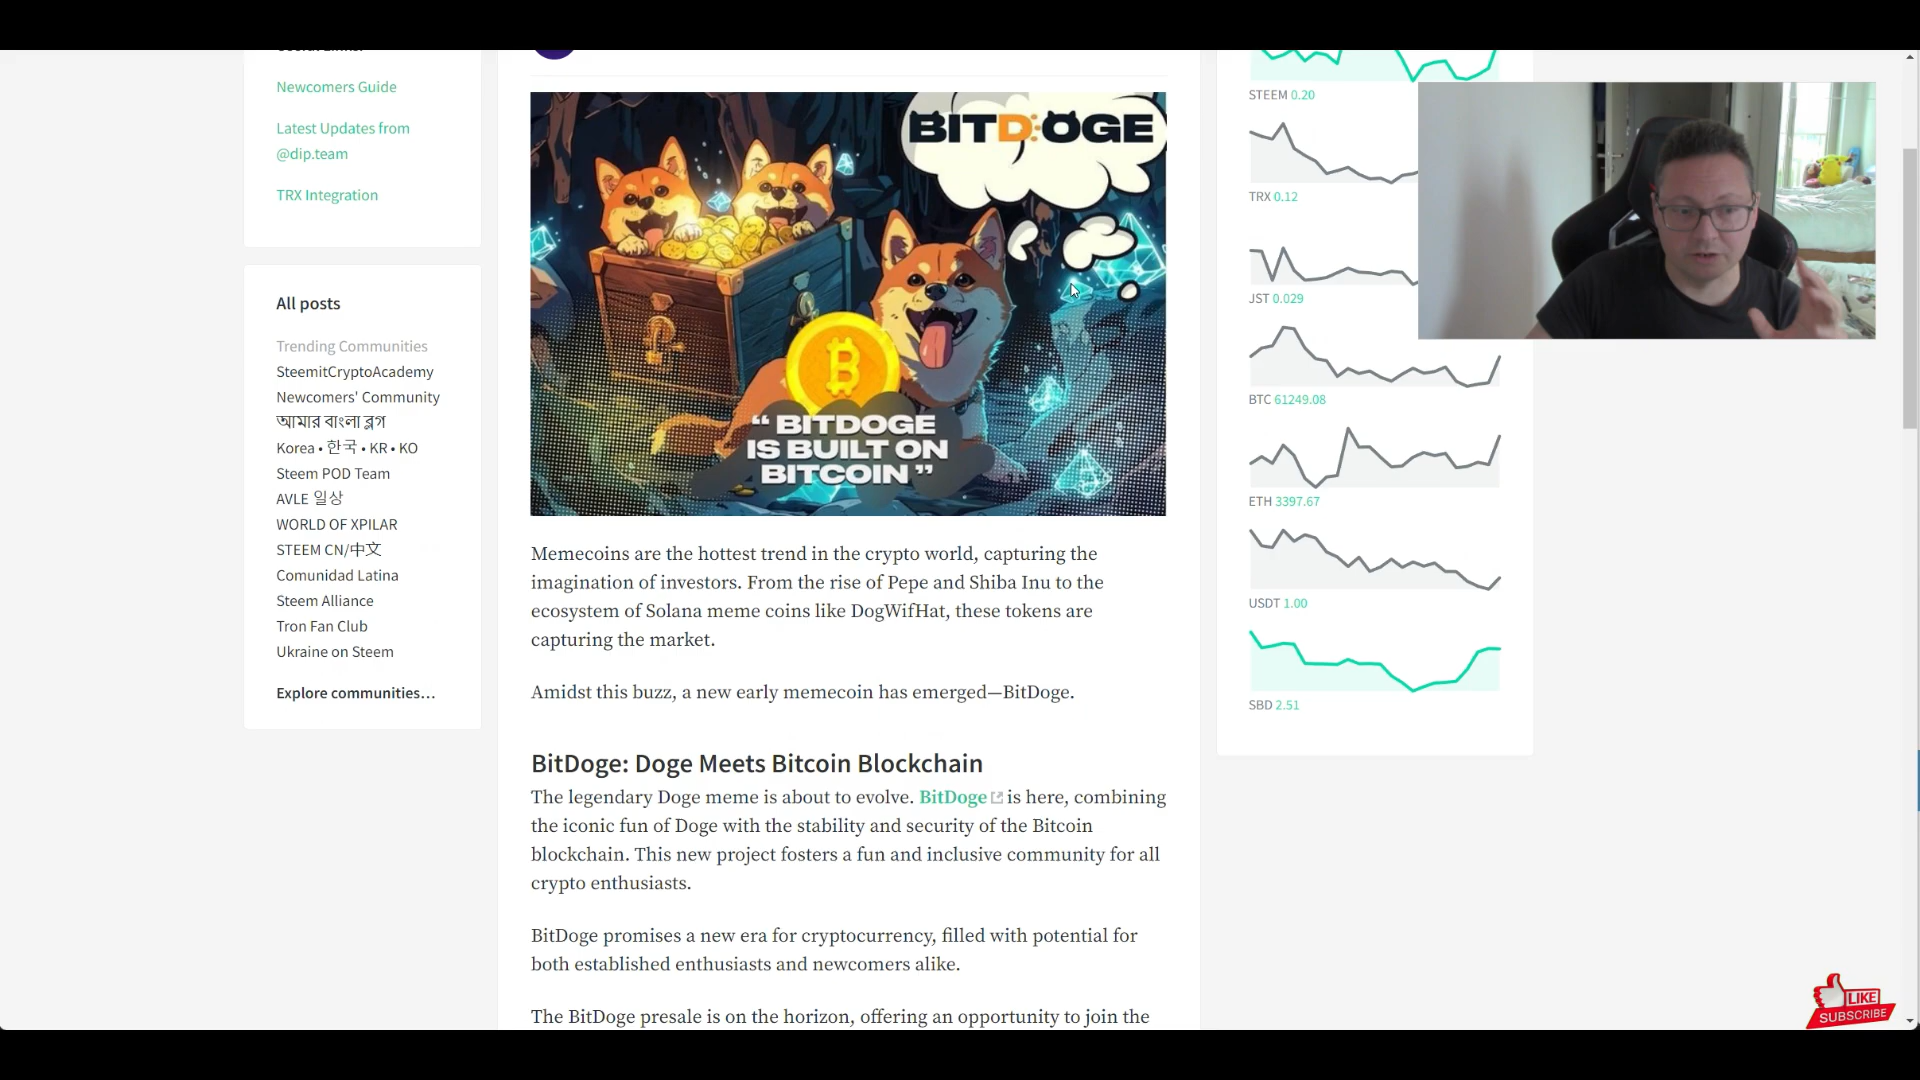 Newcomers Guide
Latest Updates from
@dip.team
TRX Integration
All posts
Trending Communities
SteemitCryptoAcademy
Newcomers' Community
আমার বাংলা ব্লগ
Korea • 한국 • KR • KO
Steem POD Team
AVLE 일상
WORLD OF XPILAR
STEEM CN/中文
Comunidad Latina
Steem Alliance
Tron Fan Club
Ukraine on Steem
Explore communities…
BITDOGE
“ BITDOGE
IS BUILT ON
BITCOIN ”
Memecoins are the hottest trend in the crypto world, capturing the
imagination of investors. From the rise of Pepe and Shiba Inu to the
ecosystem of Solana meme coins like DogWifHat, these tokens are
capturing the market.
Amidst this buzz, a new early memecoin has emerged—BitDoge.
BitDoge: Doge Meets Bitcoin Blockchain
The legendary Doge meme is about to evolve. BitDoge is here, combining
the iconic fun of Doge with the stability and security of the Bitcoin
blockchain. This new project fosters a fun and inclusive community for all
crypto enthusiasts.
BitDoge promises a new era for cryptocurrency, filled with potential for
both established enthusiasts and newcomers alike.
The BitDoge presale is on the horizon, offering an opportunity to join the
STEEM 0.20
TRX 0.12
JST 0.029
BTC 61249.08
ETH 3397.67
USDT 1.00
SBD 2.51
LIKE
SUBSCRIBE